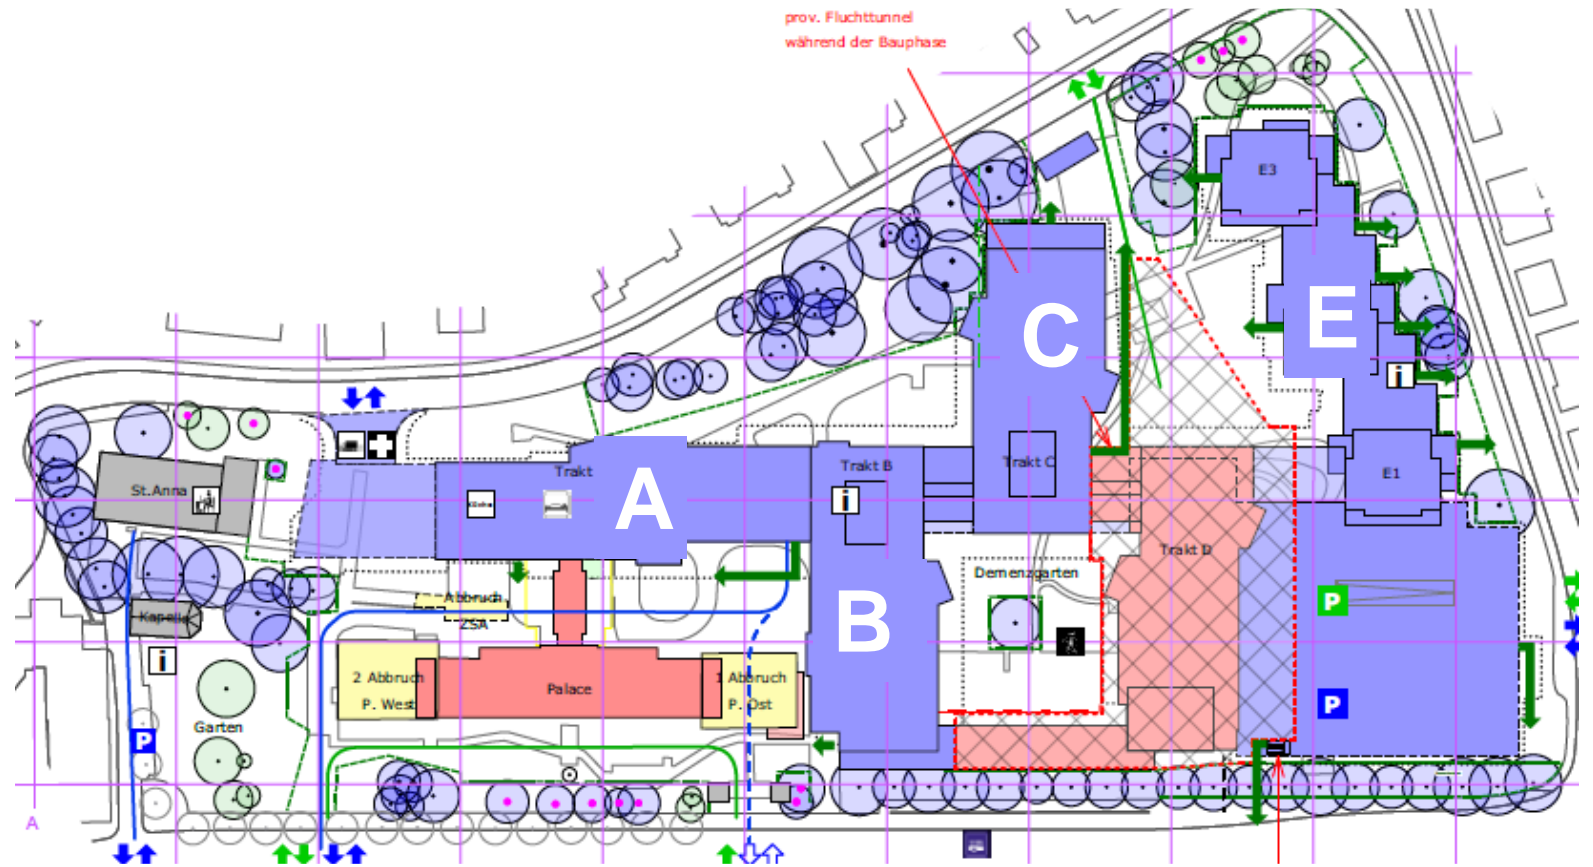 prov. Fluchttunnel
während der Bauphase
E3
C
E
i
Trakt
A
Trakt B
Trakt C
i
E1
St.Anna
Trakt D
Demenzgarten
P
Abbruch
ZSA
B
Kapelle
i
2 Abbruch
P. West
Palace
1 Abbruch
P. Ost
P
Garten
P
A